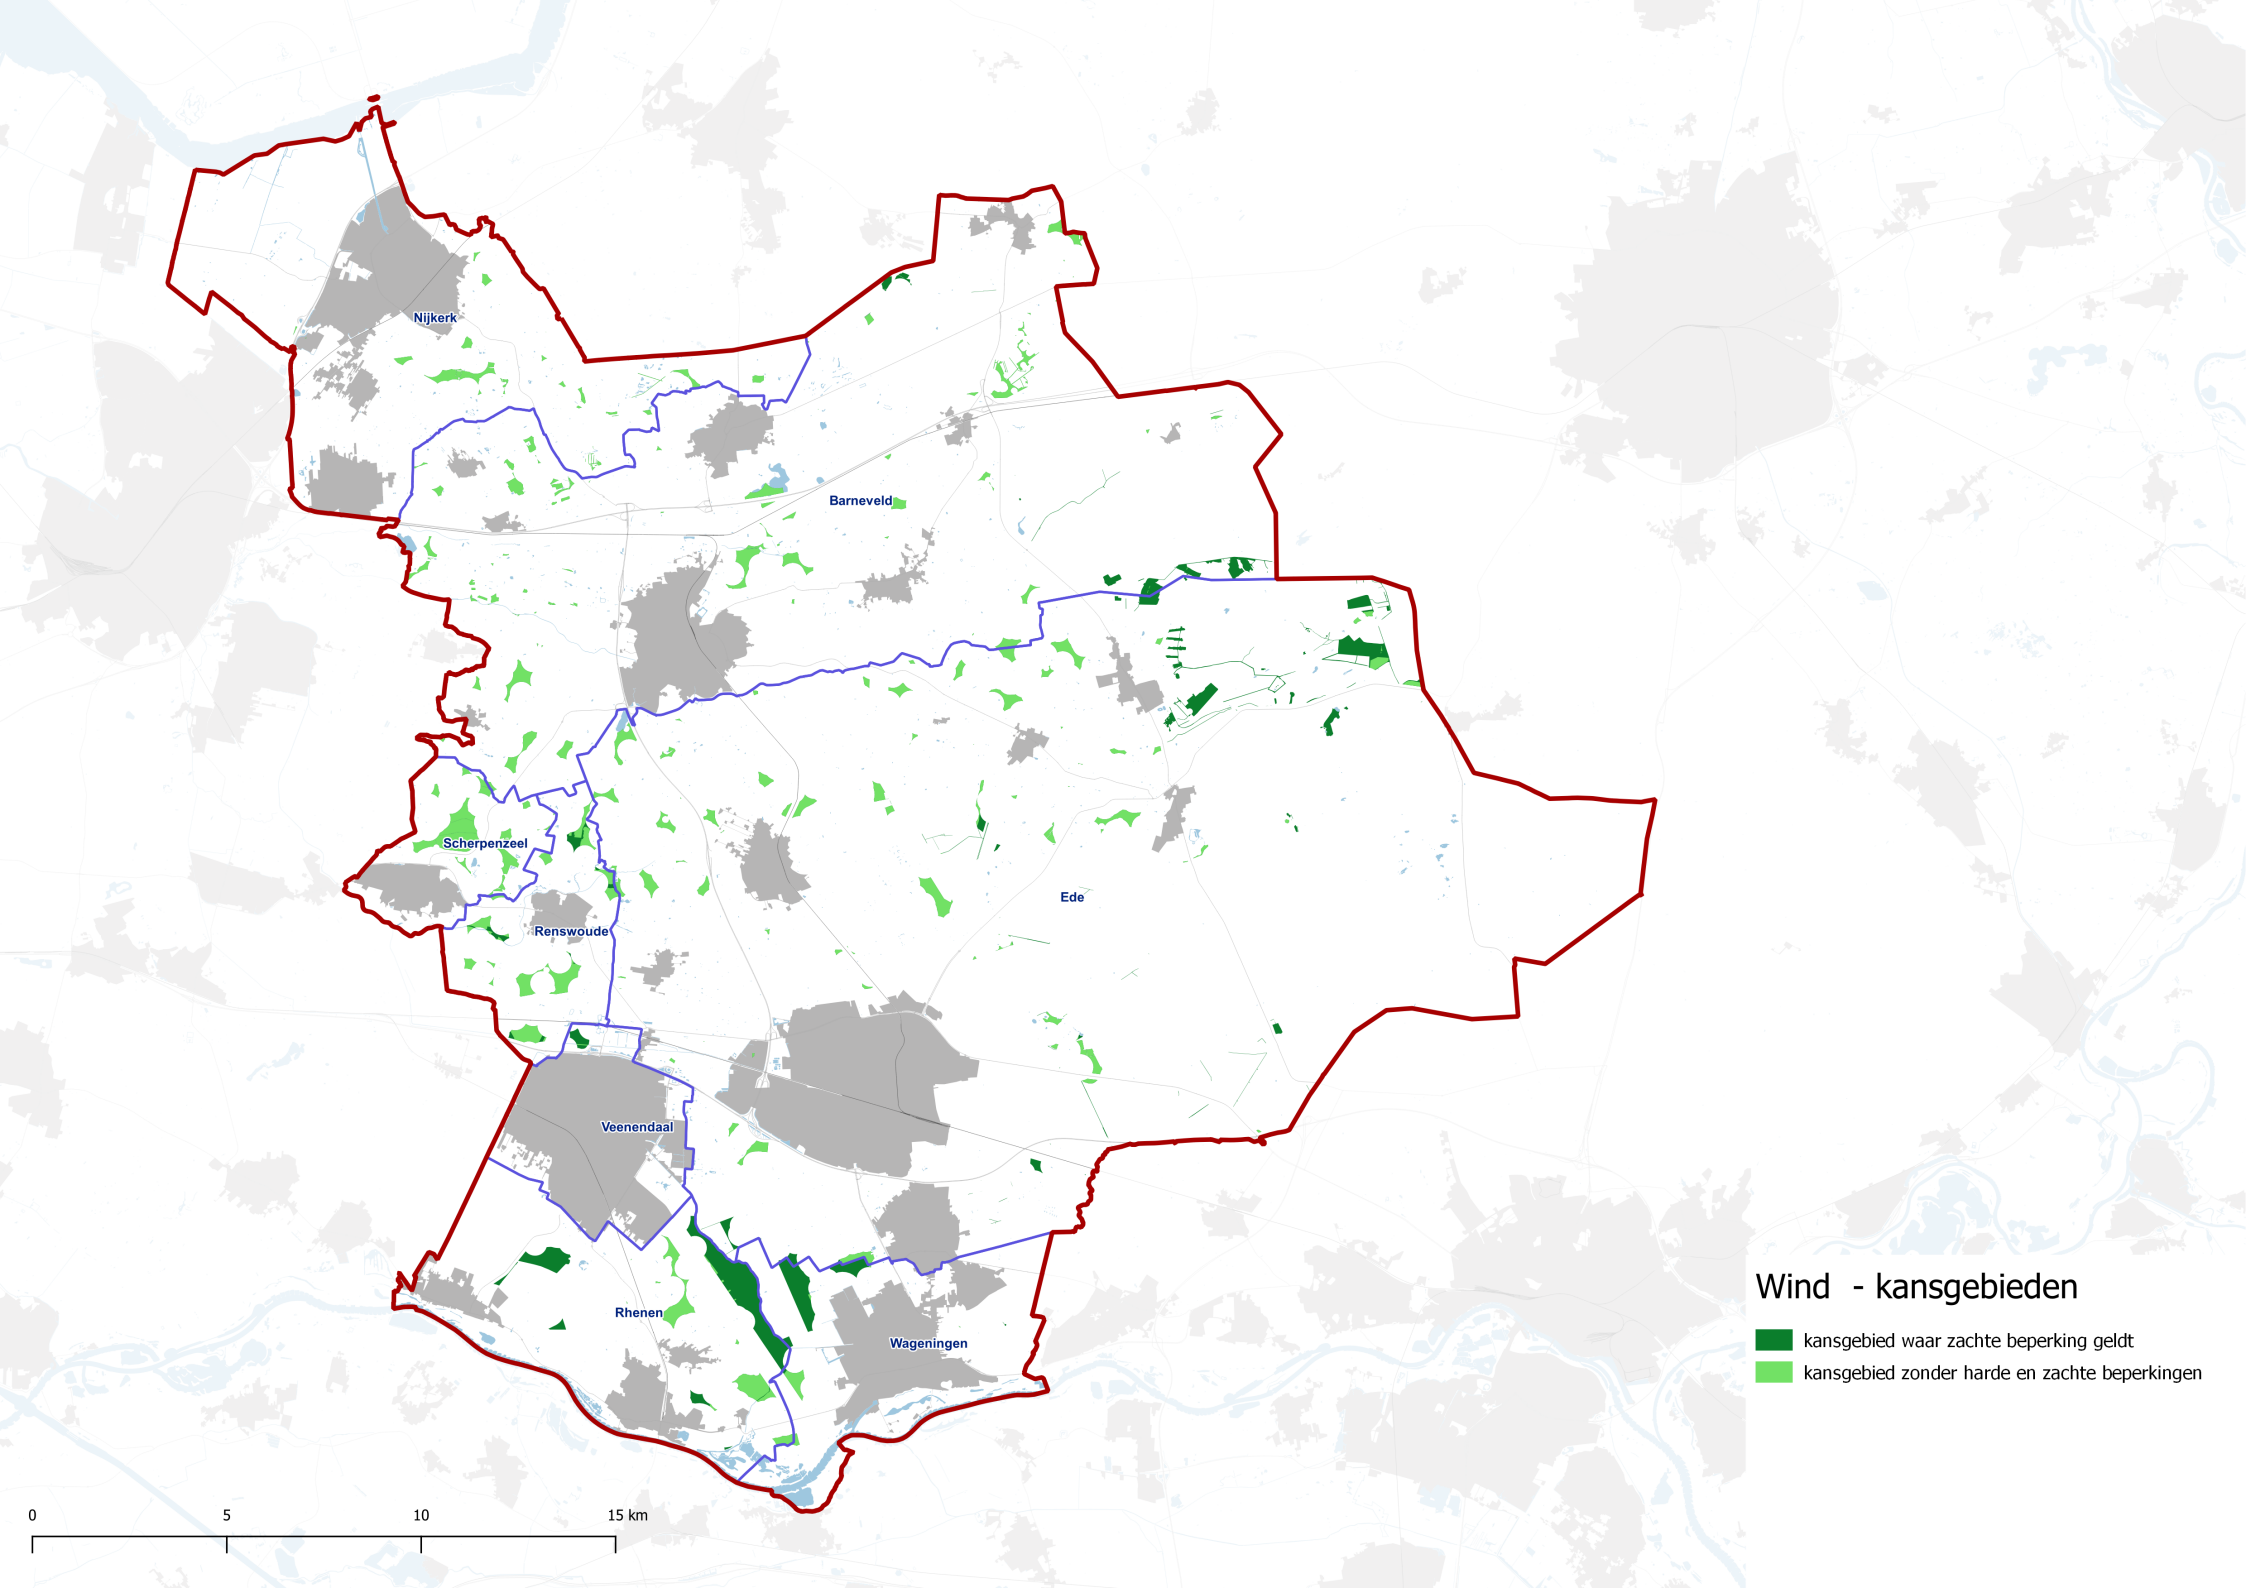 Nijkerk
Barneveld
Scherpenzeel
Ede
Renswoude
Veenendaal
Rhenen
Wageningen
Wind - kansgebieden
kansgebied waar zachte beperking geldt
kansgebied zonder harde en zachte beperkingen
0 5 10 15 km